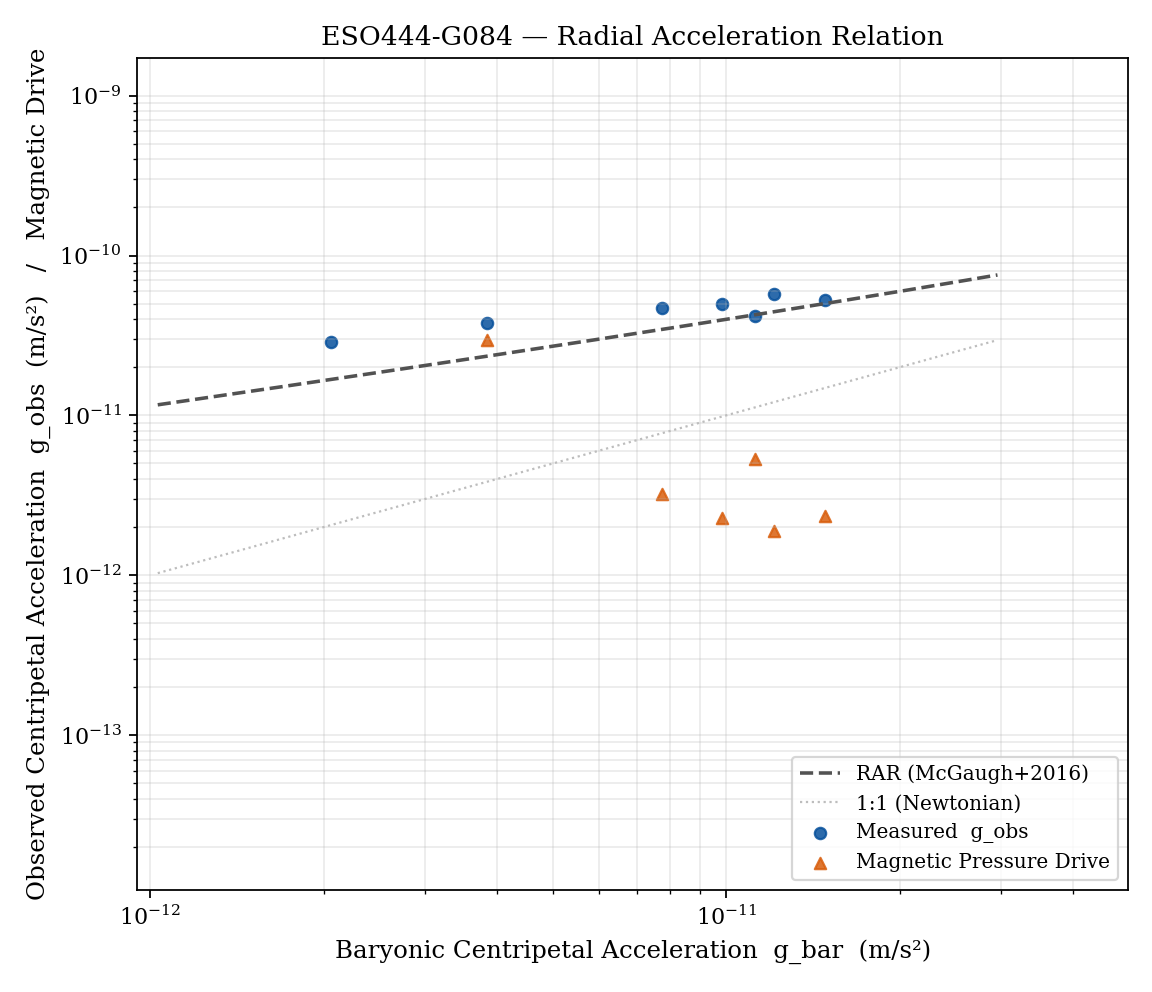 ESO444-G084 — Radial Acceleration Relation
Observed Centripetal Acceleration  g_obs  (m/s²)   /   Magnetic Drive
10⁻⁹
10⁻¹⁰
10⁻¹¹
10⁻¹²
10⁻¹³
RAR (McGaugh+2016)
1:1 (Newtonian)
Measured  g_obs
Magnetic Pressure Drive
10⁻¹²
10⁻¹¹
Baryonic Centripetal Acceleration  g_bar  (m/s²)